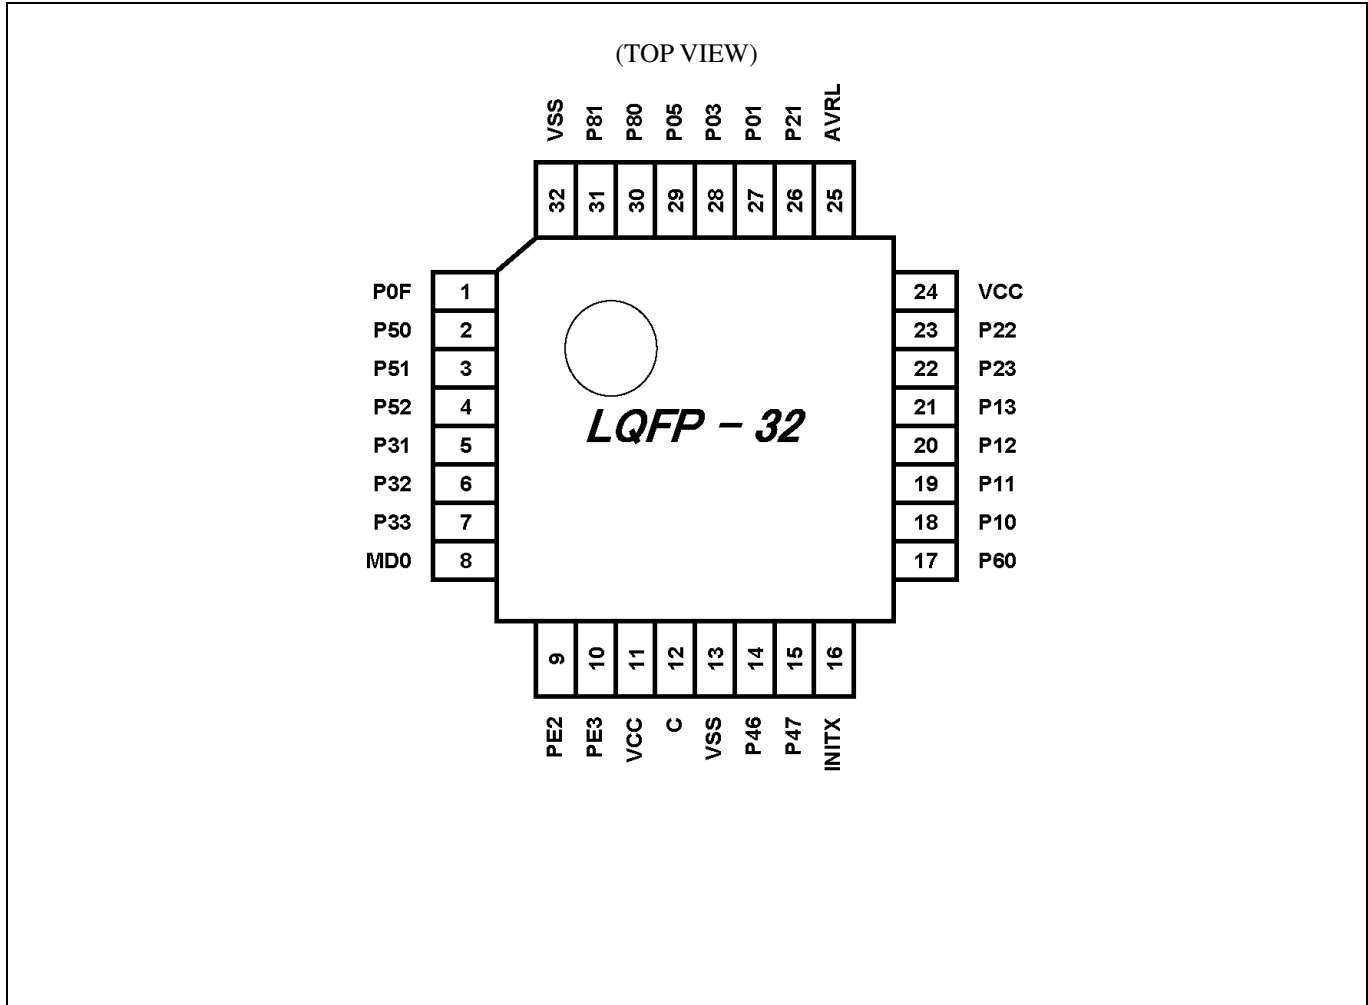 (TOP VIEW)
VSS P81 P80 P05 P03 P01 P21 AVRL
32 31 30 29 28 27 26 25
P0F 1 24 VCC
P50 2 23 P22
P51 3 22 P23
P52 4 21 P13
P31 5 20 P12
P32 6 19 P11
P33 7 18 P10
MD0 8 17 P60
LQFP - 32
9 10 11 12 13 14 15 16
PE2 PE3 VCC C VSS P46 P47 INITX